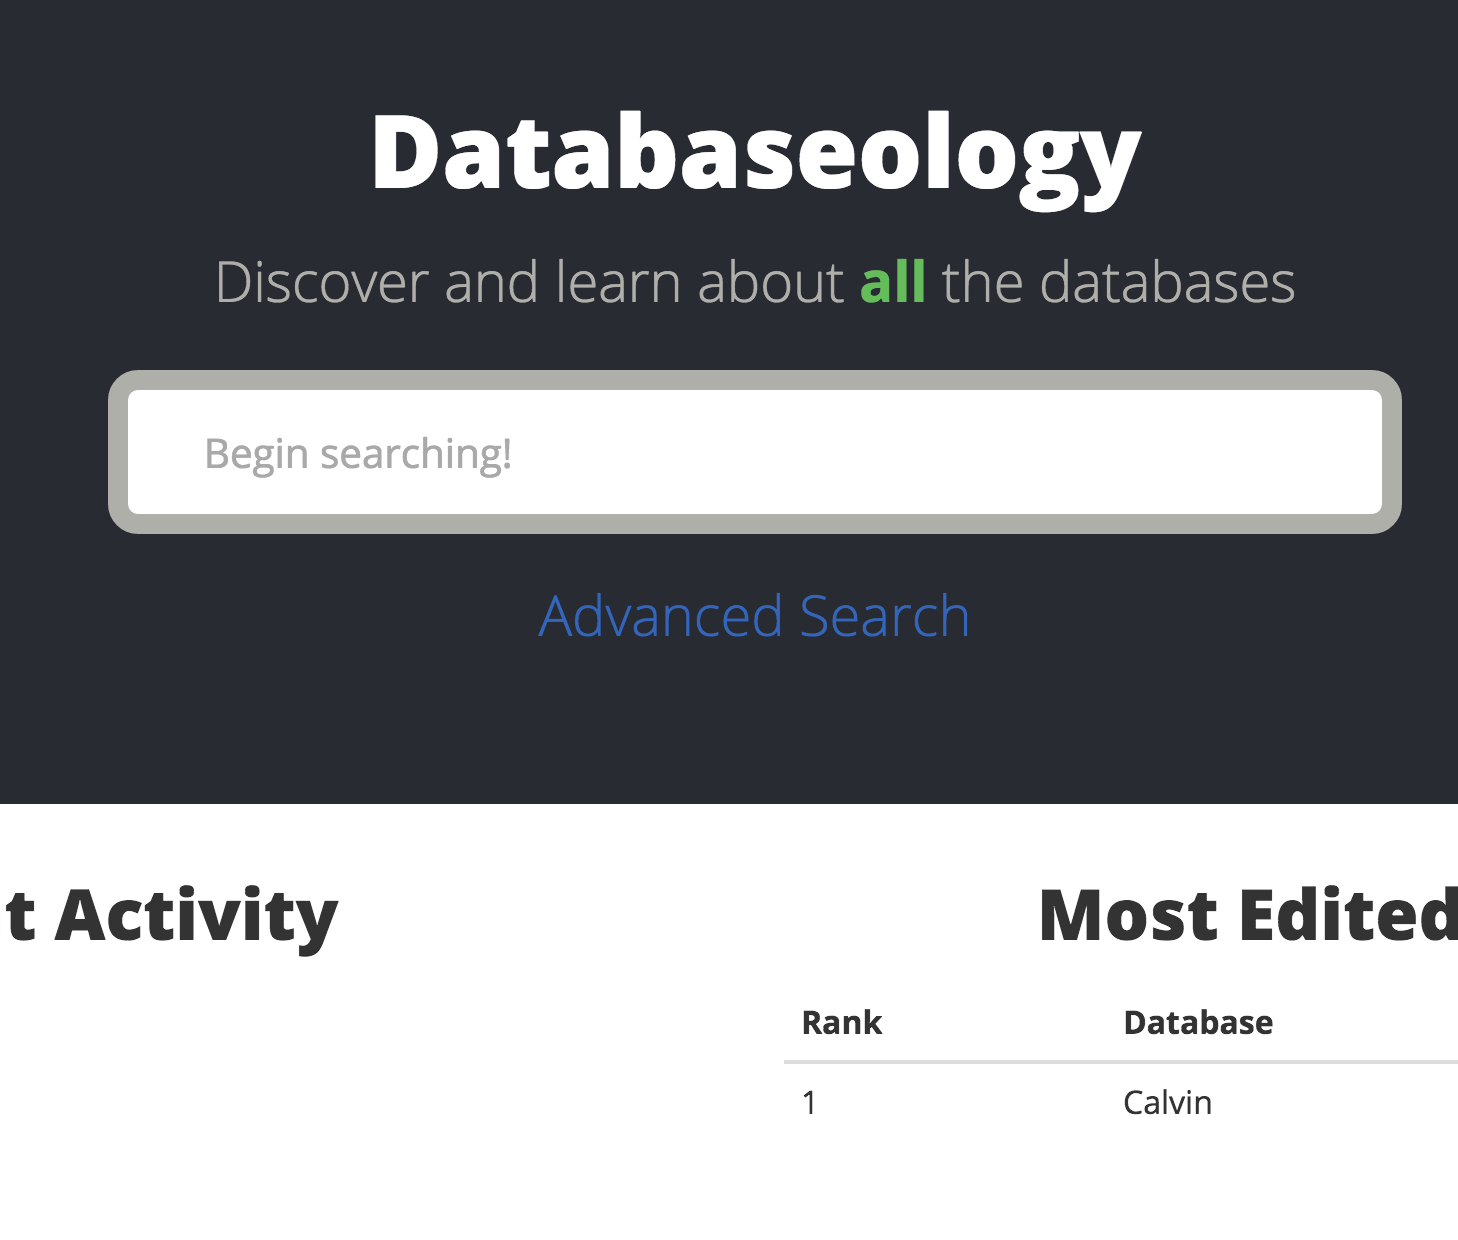 Databaseology
Discover and learn about all the databases
Begin searching!
Advanced Search
t Activity
Most Edited
Rank Database
1 Calvin